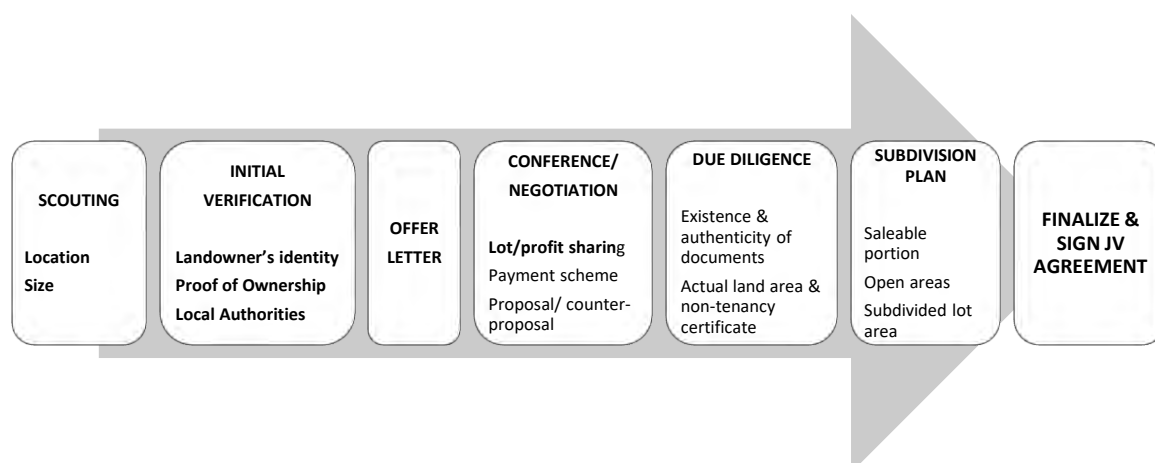 SCOUTING
Location
Size
INITIAL
VERIFICATION
Landowner’s identity
Proof of Ownership
Local Authorities
OFFER
LETTER
CONFERENCE/
NEGOTIATION
Lot/profit sharing
Payment scheme
Proposal/ counter-
proposal
DUE DILIGENCE
Existence &
authenticity of
documents
Actual land area &
non-tenancy
certificate
SUBDIVISION
PLAN
Saleable
portion
Open areas
Subdivided lot
area
FINALIZE &
SIGN JV
AGREEMENT